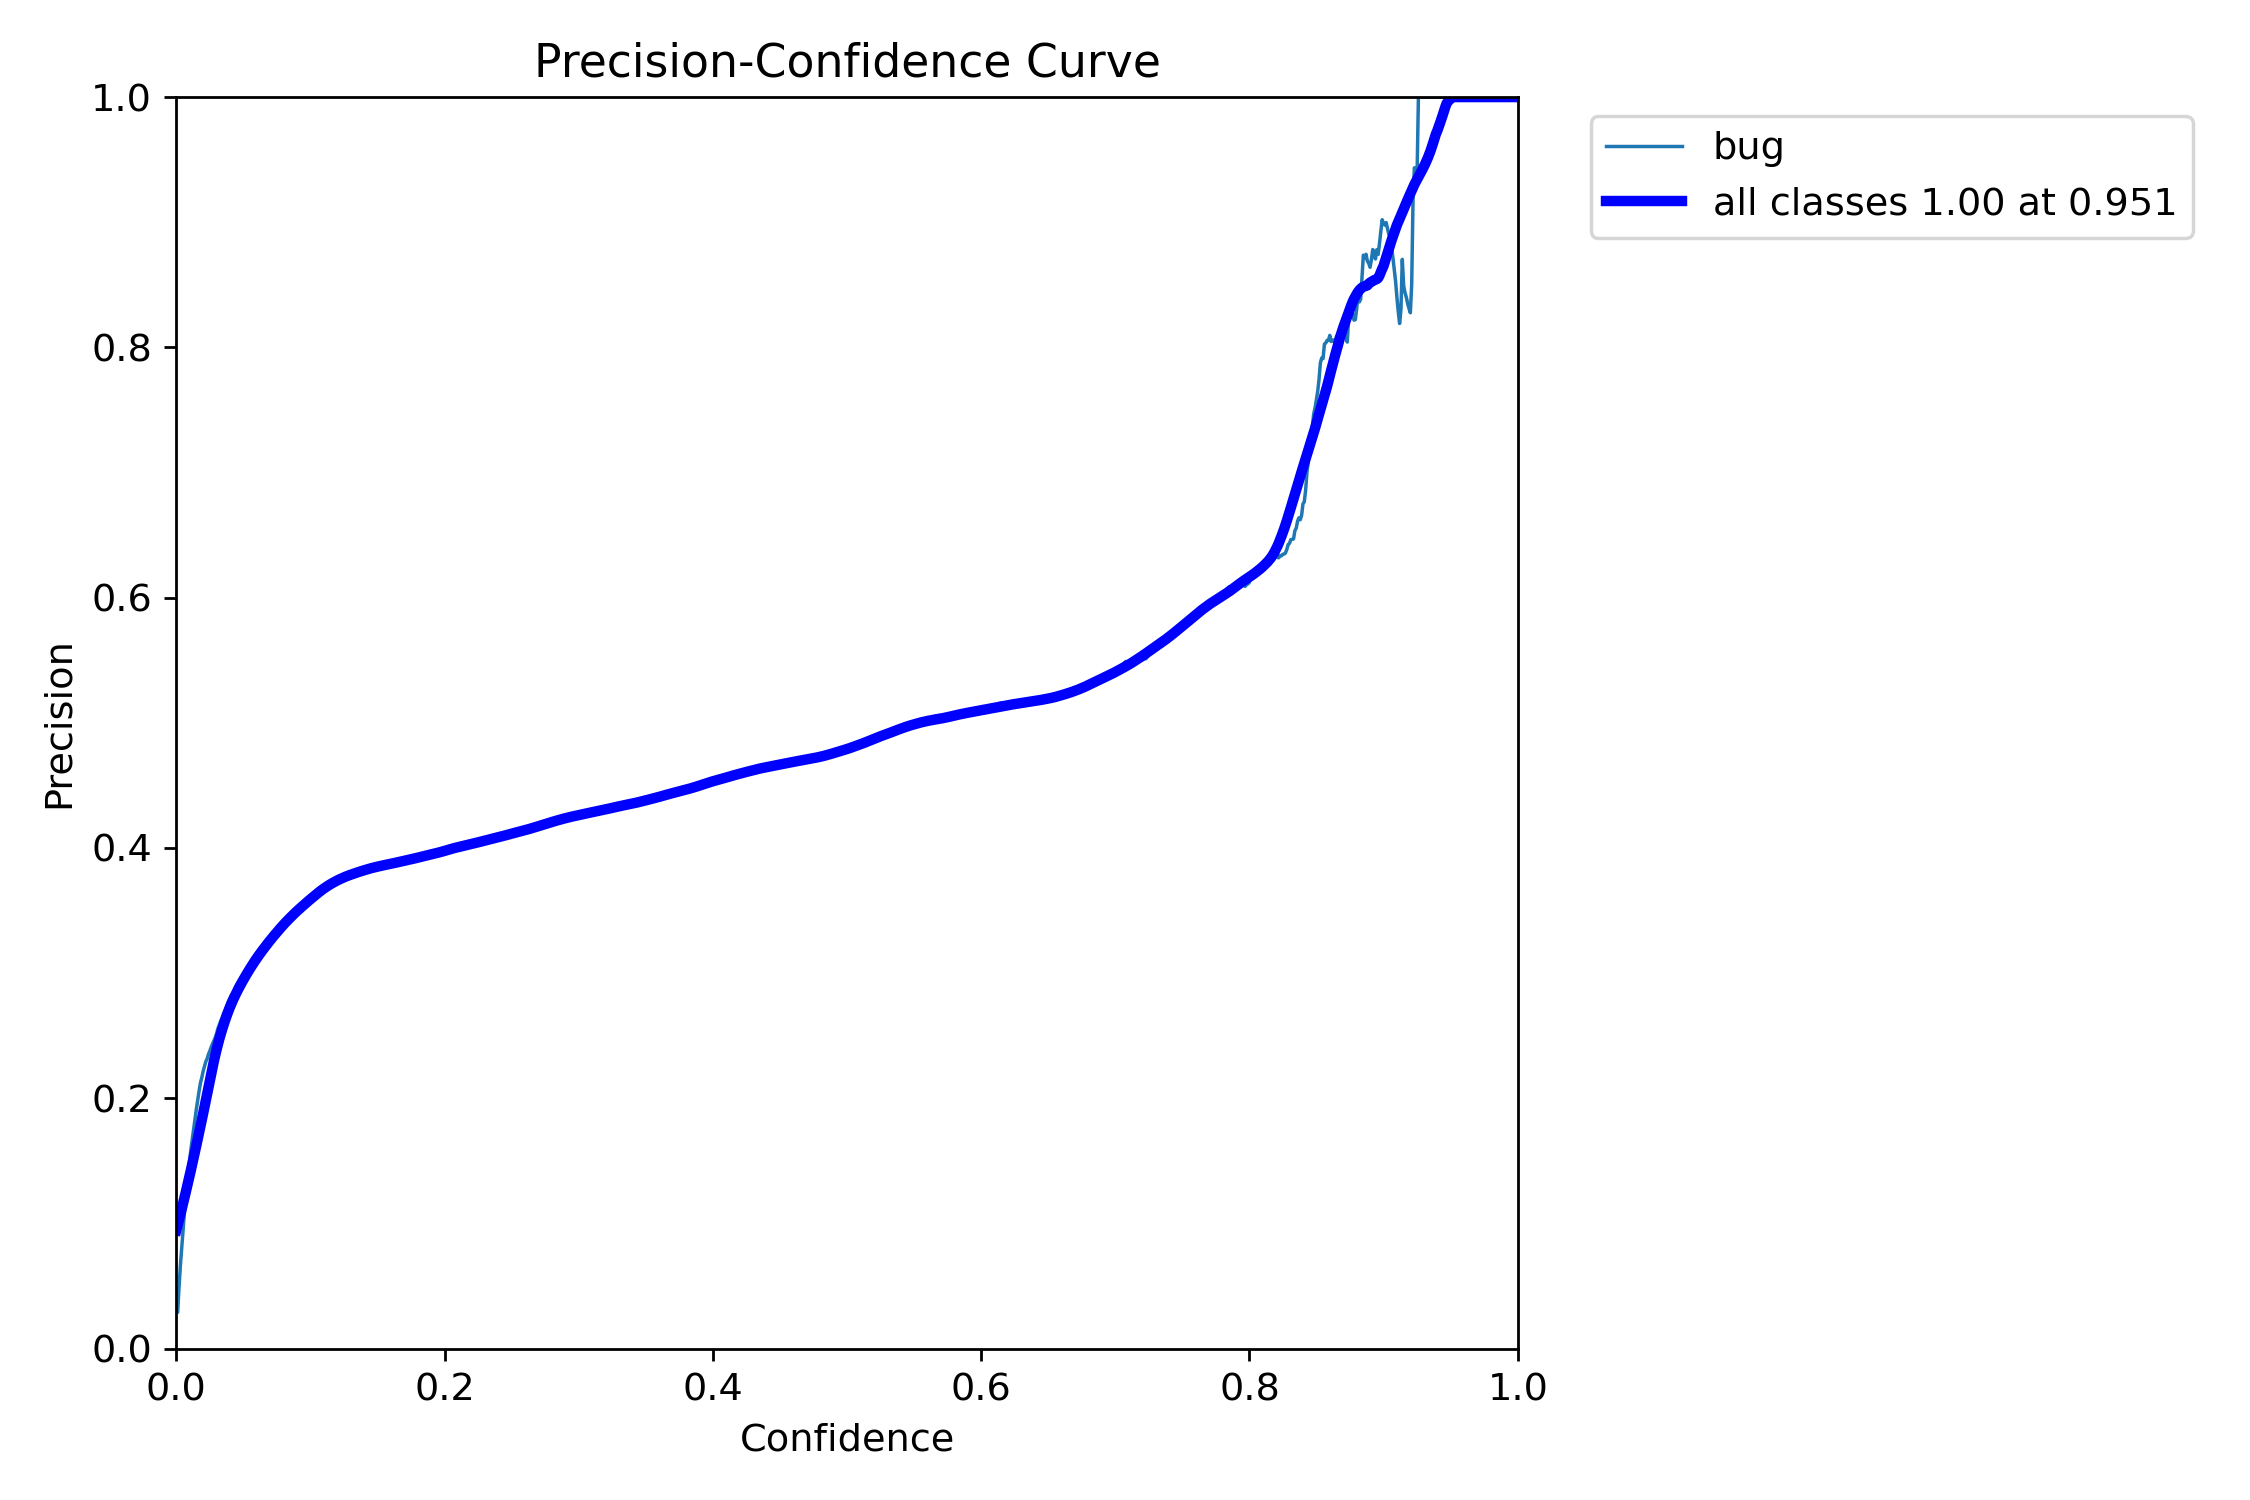 Precision-Confidence Curve
1.0
0.8
0.6
0.4
0.2
0.0
Precision
0.0 0.2 0.4 0.6 0.8 1.0
Confidence
bug
all classes 1.00 at 0.951